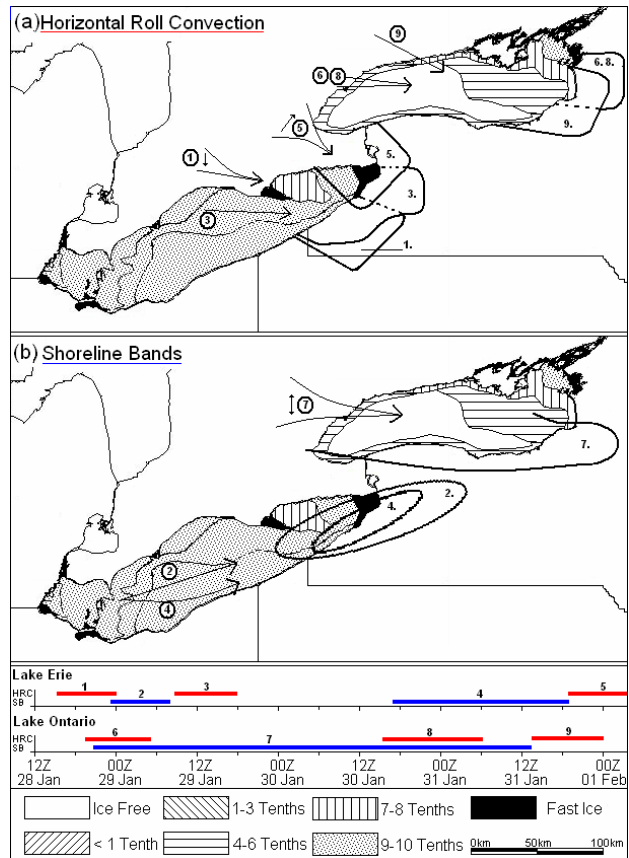 (a) Horizontal Roll Convection
9
6 8
6. 8.
5
9.
1
5.
3
3.
1.
(b) Shoreline Bands
7
7.
2.
4.
2
4
Lake Erie
HRC 1 3 5
SB 2 4
Lake Ontario
HRC 6 8 9
SB 7
12Z 00Z 12Z 00Z 12Z 00Z 12Z 00Z
28 Jan 29 Jan 29 Jan 30 Jan 30 Jan 31 Jan 31 Jan 01 Feb
Ice Free 1-3 Tenths 7-8 Tenths Fast Ice
< 1 Tenth 4-6 Tenths 9-10 Tenths 0km 50km 100km